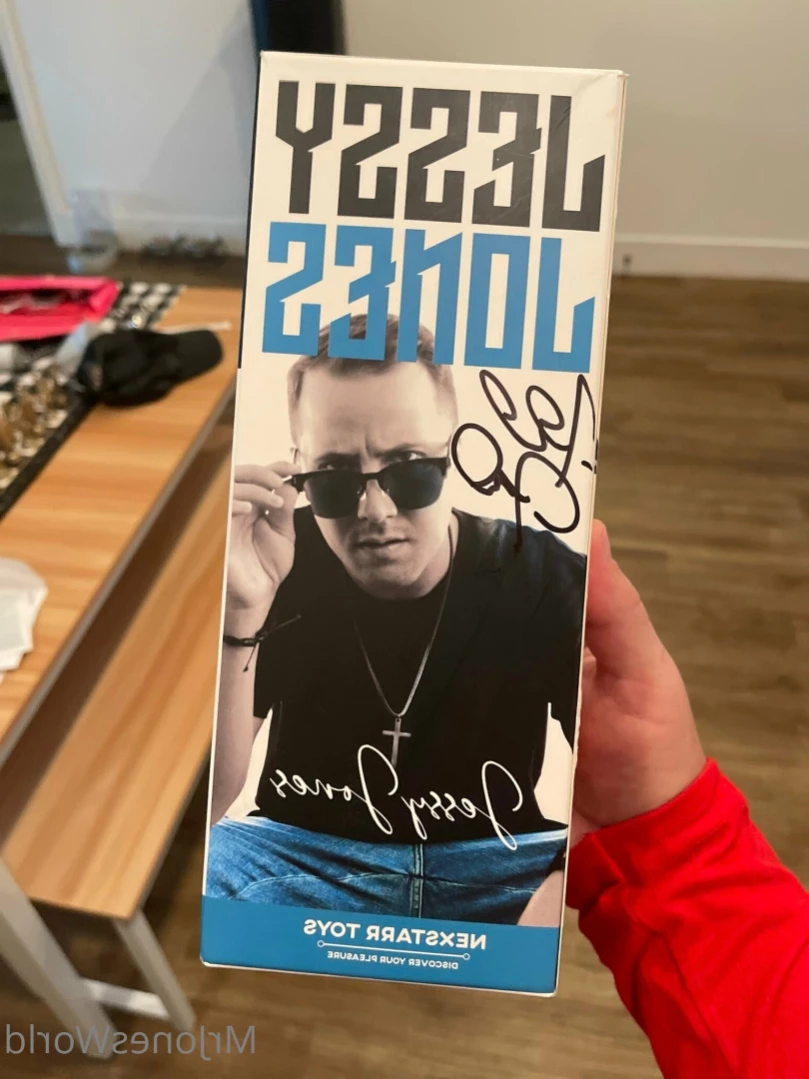 JESSY
JONES
Jessy Jones
NEXSTARR TOYS
DISCOVER YOUR PLEASURE
MrJonesWorld